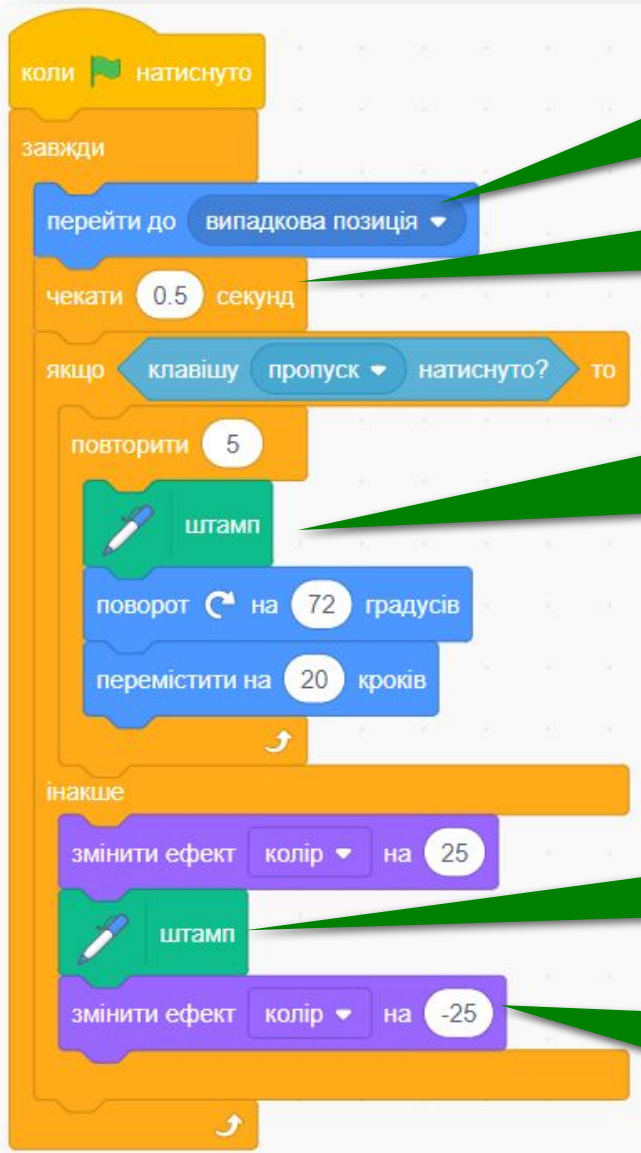 коли натиснуто
завжди
перейти до випадкова позиція
чекати 0.5 секунд
якщо клавішу пропуск натиснуто? то
повторити 5
штамп
поворот на 72 градусів
перемістити на 20 кроків
інакше
змінити ефект колір на 25
штамп
змінити ефект колір на -25